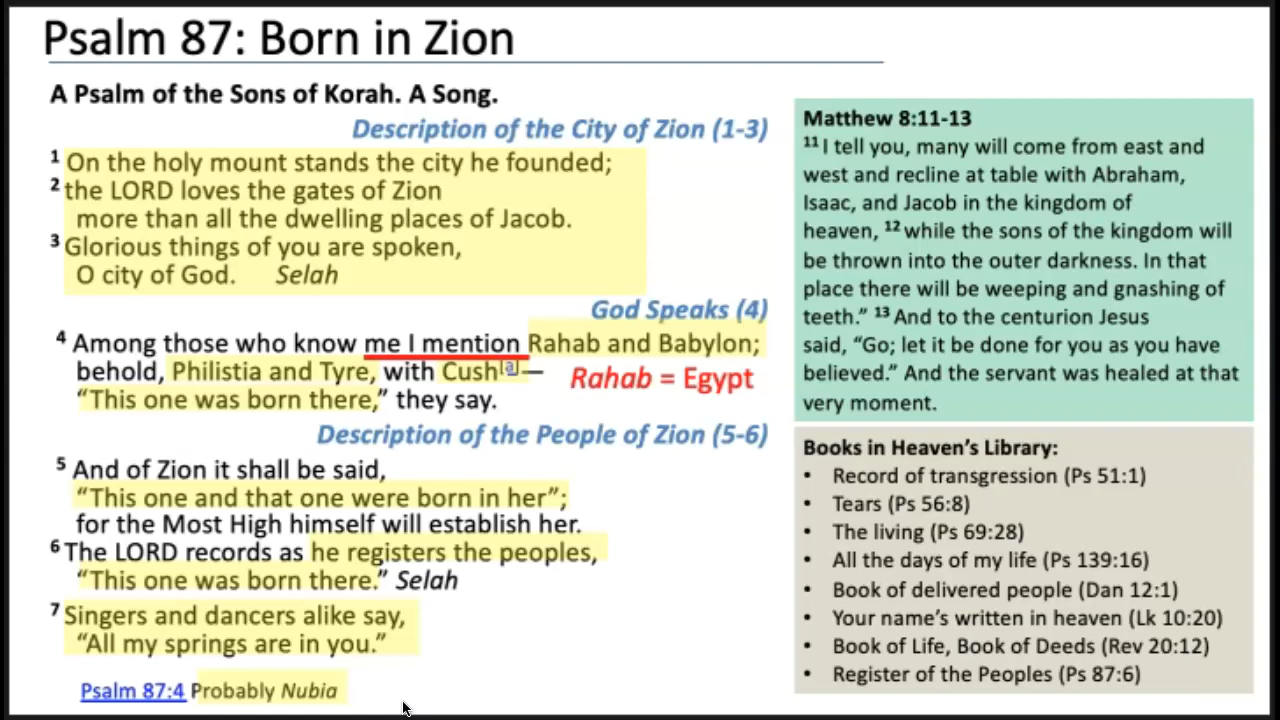 Psalm 87: Born in Zion
A Psalm of the Sons of Korah. A Song.
Description of the City of Zion (1-3)
1 On the holy mount stands the city he founded;
2 the LORD loves the gates of Zion
more than all the dwelling places of Jacob.
3 Glorious things of you are spoken,
O city of God. Selah
God Speaks (4)
4 Among those who know me I mention Rahab and Babylon;
behold, Philistia and Tyre, with Cush[a]—
Rahab = Egypt
“This one was born there,” they say.
Description of the People of Zion (5-6)
5 And of Zion it shall be said,
“This one and that one were born in her”;
for the Most High himself will establish her.
6 The LORD records as he registers the peoples,
“This one was born there.” Selah
7 Singers and dancers alike say,
“All my springs are in you.”
Psalm 87:4 Probably Nubia
Matthew 8:11-13
11 I tell you, many will come from east and
west and recline at table with Abraham,
Isaac, and Jacob in the kingdom of
heaven, 12 while the sons of the kingdom will
be thrown into the outer darkness. In that
place there will be weeping and gnashing of
teeth.” 13 And to the centurion Jesus
said, “Go; let it be done for you as you have
believed.” And the servant was healed at that
very moment.
Books in Heaven’s Library:
• Record of transgression (Ps 51:1)
• Tears (Ps 56:8)
• The living (Ps 69:28)
• All the days of my life (Ps 139:16)
• Book of delivered people (Dan 12:1)
• Your name’s written in heaven (Lk 10:20)
• Book of Life, Book of Deeds (Rev 20:12)
• Register of the Peoples (Ps 87:6)